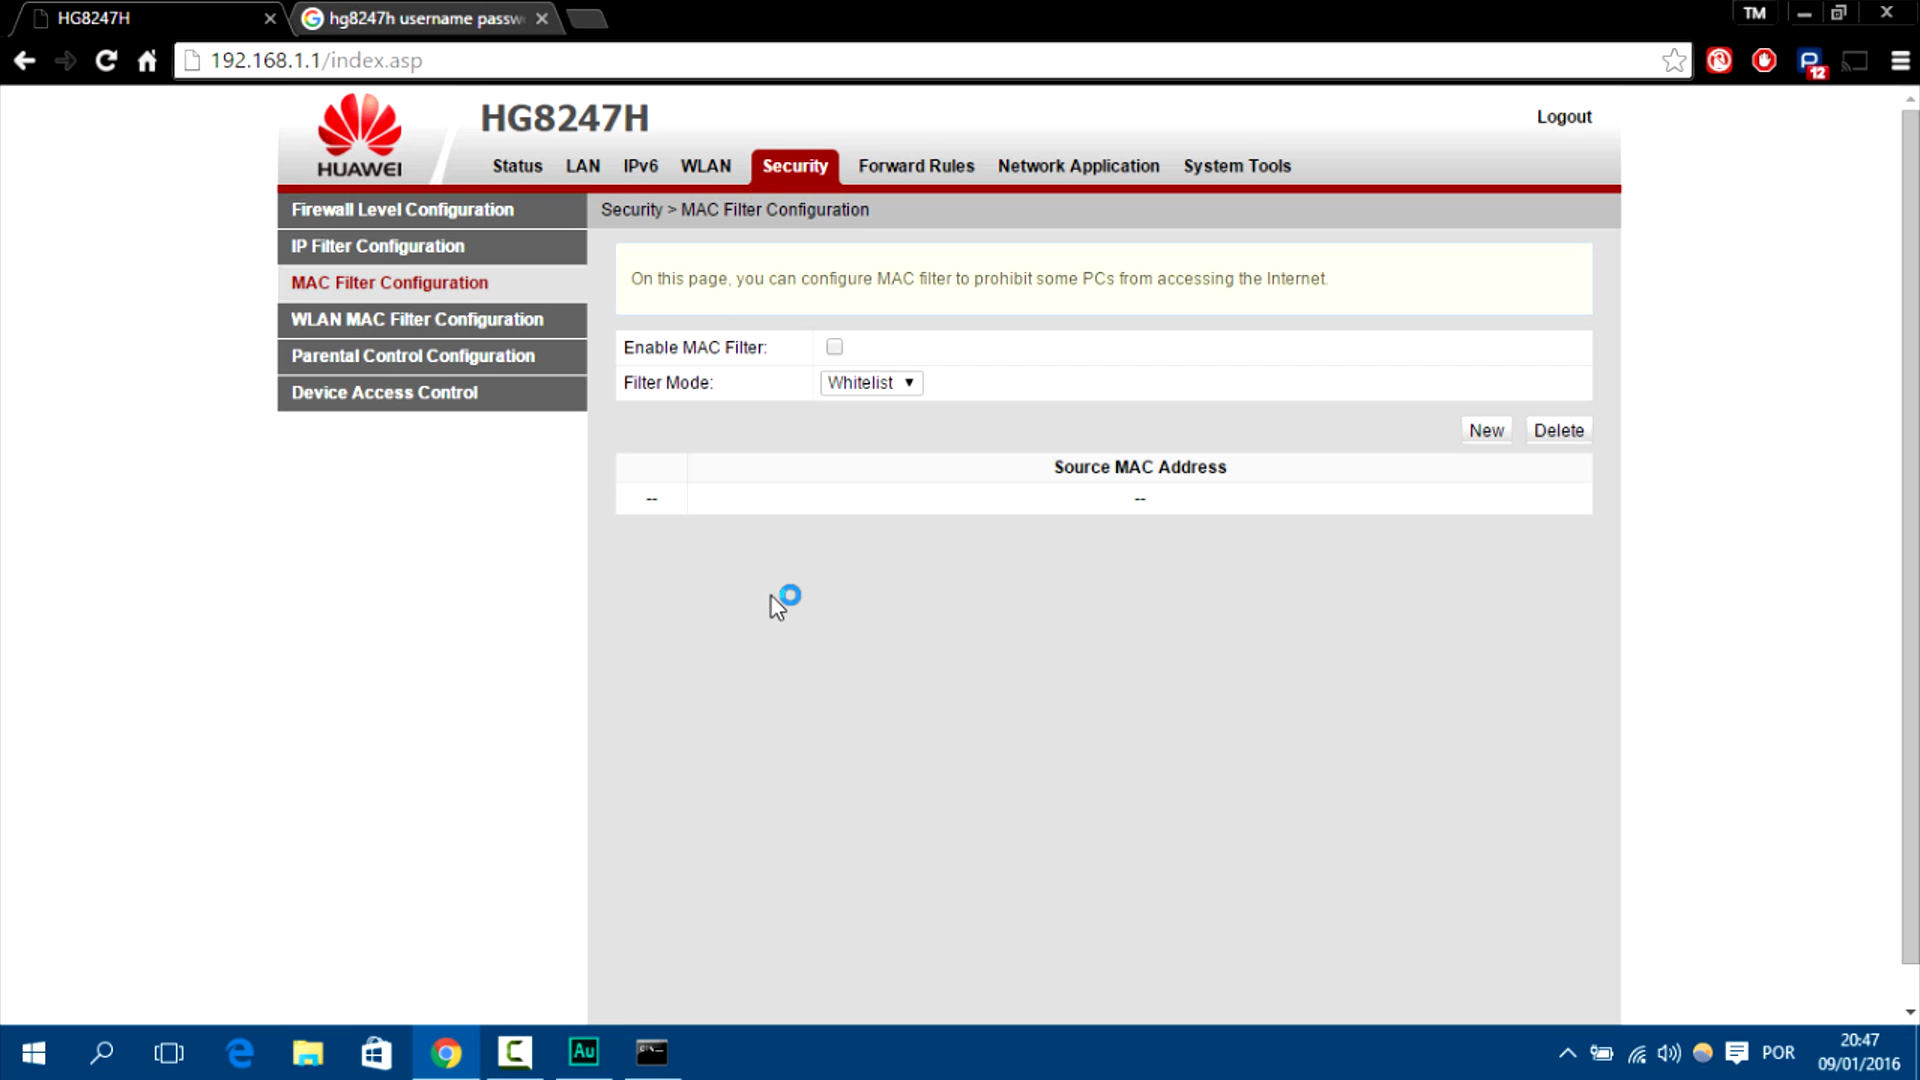 HG8247H
hg8247h username passw
TM
192.168.1.1/index.asp
12
HUAWEI
HG8247H
Logout
Status LAN IPv6 WLAN Security Forward Rules Network Application System Tools
Firewall Level Configuration
IP Filter Configuration
MAC Filter Configuration
WLAN MAC Filter Configuration
Parental Control Configuration
Device Access Control
Security > MAC Filter Configuration
On this page, you can configure MAC filter to prohibit some PCs from accessing the Internet.
Enable MAC Filter:
Filter Mode: Whitelist
New Delete
Source MAC Address
-- --
Au
POR
20:47
09/01/2016